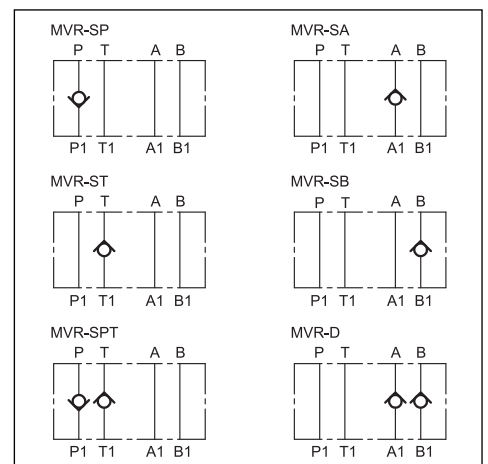 MVR-SP
P T A B
P1 T1 A1 B1
MVR-SA
P T A B
P1 T1 A1 B1
MVR-ST
P T A B
P1 T1 A1 B1
MVR-SB
P T A B
P1 T1 A1 B1
MVR-SPT
P T A B
P1 T1 A1 B1
MVR-D
P T A B
P1 T1 A1 B1